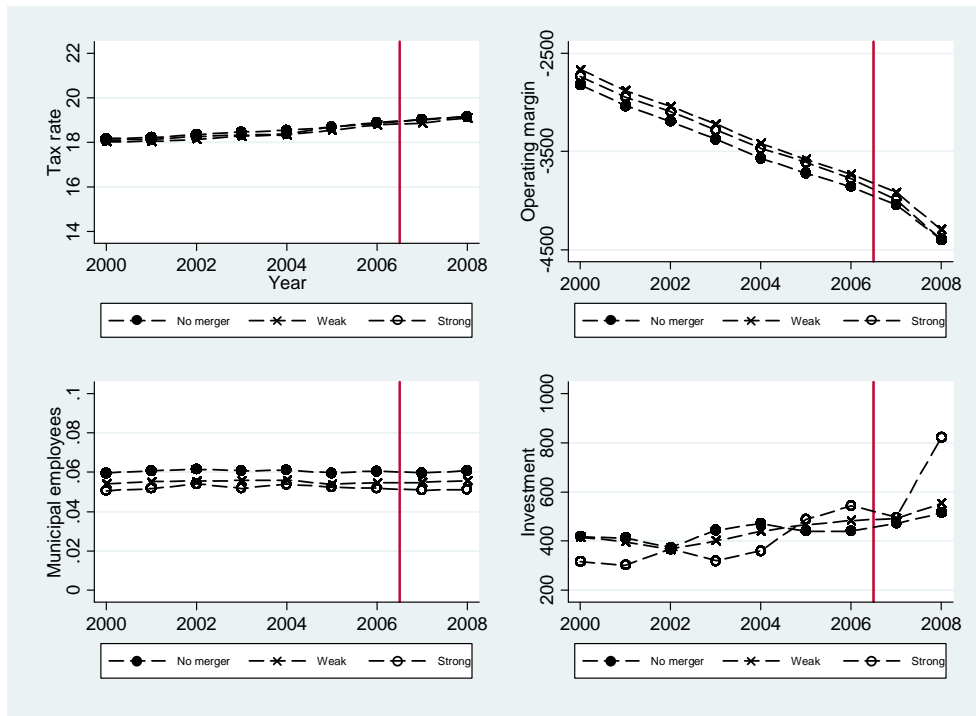 Tax rate
22
20
18
16
14
2000 2002 2004 2006 2008
Year
No merger Weak Strong
Operating margin
-2500
-3500
-4500
2000 2002 2004 2006 2008
No merger Weak Strong
Municipal employees
.1
.08
.06
.04
.02
0
2000 2002 2004 2006 2008
No merger Weak Strong
Investment
1000
800
600
400
200
2000 2002 2004 2006 2008
No merger Weak Strong